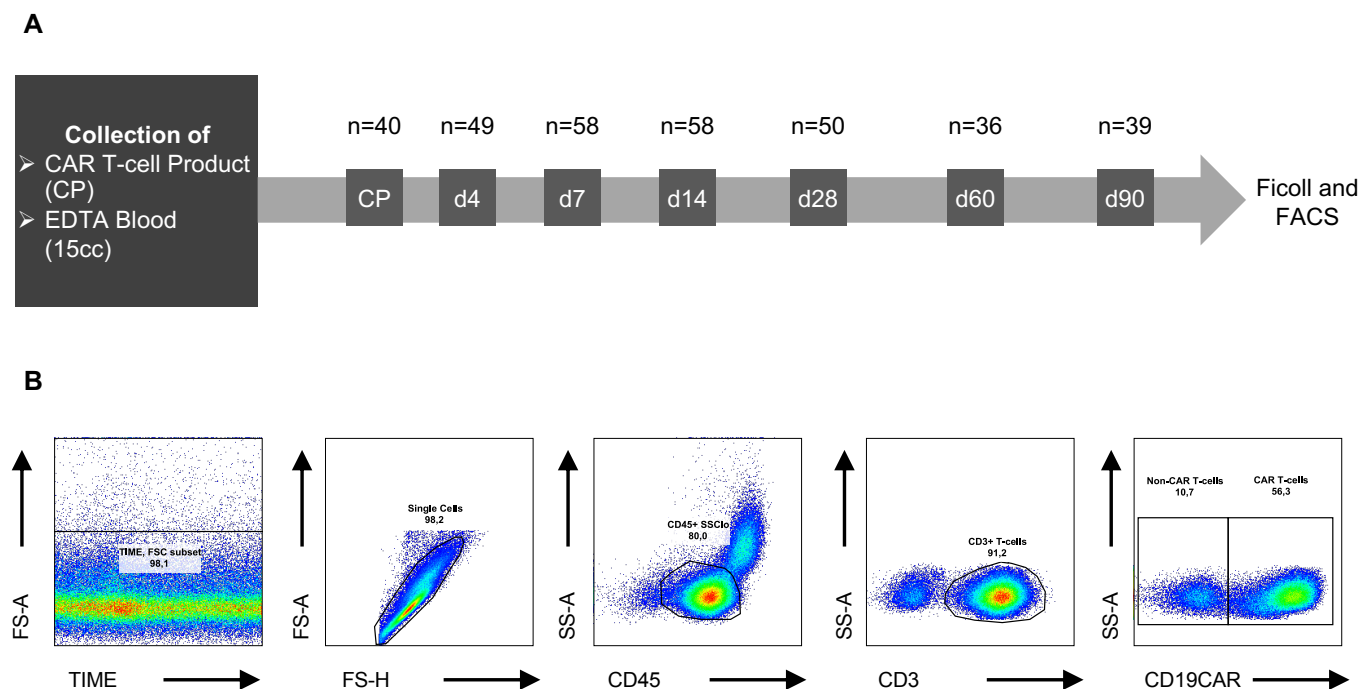 A
Collection of
➢ CAR T-cell Product
(CP)
➢ EDTA Blood
(15cc)
n=40 n=49 n=58 n=58 n=50 n=36 n=39
CP d4 d7 d14 d28 d60 d90
Ficoll and
FACS
B
FS-A
TIME, FSC subset
98,1
TIME
FS-A
Single Cells
98,2
FS-H
SS-A
CD45+ SSClo
80,0
CD45
SS-A
CD3+ T-cells
91,2
CD3
SS-A
Non-CAR T-cells
10,7
CAR T-cells
56,3
CD19CAR